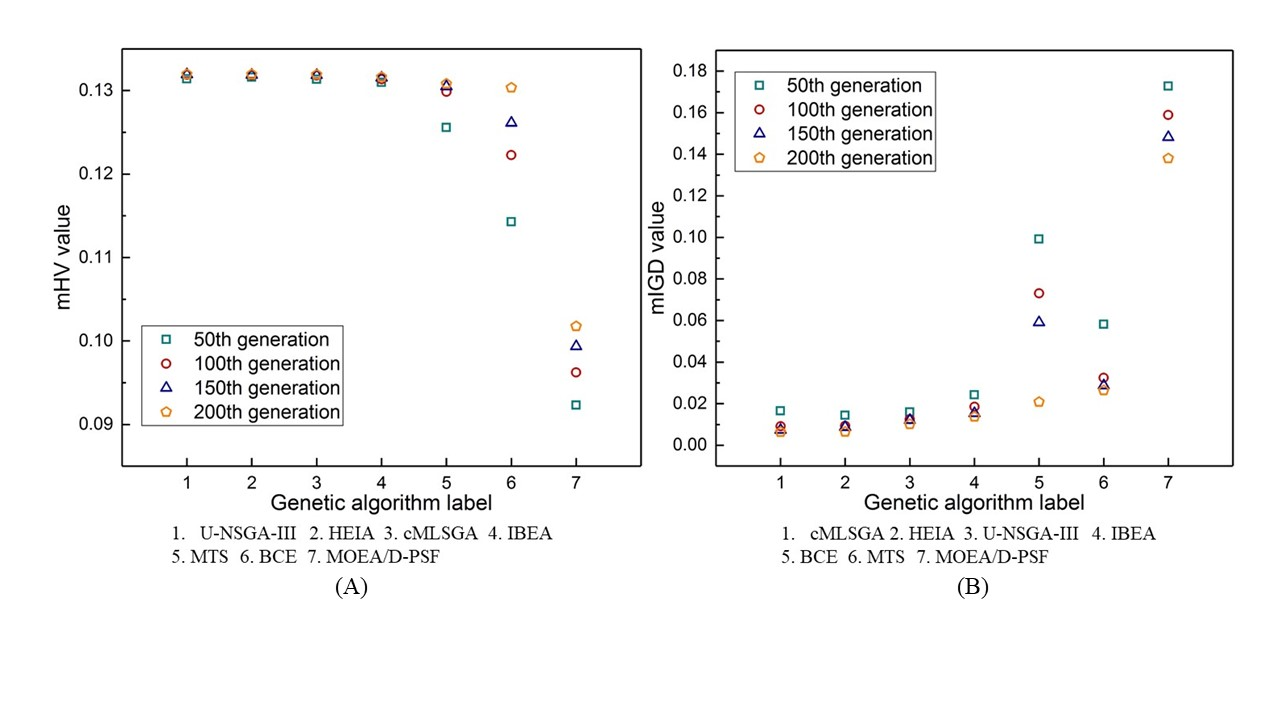 mHV value
0.13
0.12
0.11
0.10
0.09
50th generation
100th generation
150th generation
200th generation
1 2 3 4 5 6 7
Genetic algorithm label
1. U-NSGA-III 2. HEIA 3. cMLSGA 4. IBEA
5. MTS 6. BCE 7. MOEA/D-PSF
(A)
mIGD value
0.18
0.16
0.14
0.12
0.10
0.08
0.06
0.04
0.02
0.00
50th generation
100th generation
150th generation
200th generation
1 2 3 4 5 6 7
Genetic algorithm label
1. cMLSGA 2. HEIA 3. U-NSGA-III 4. IBEA
5. BCE 6. MTS 7. MOEA/D-PSF
(B)